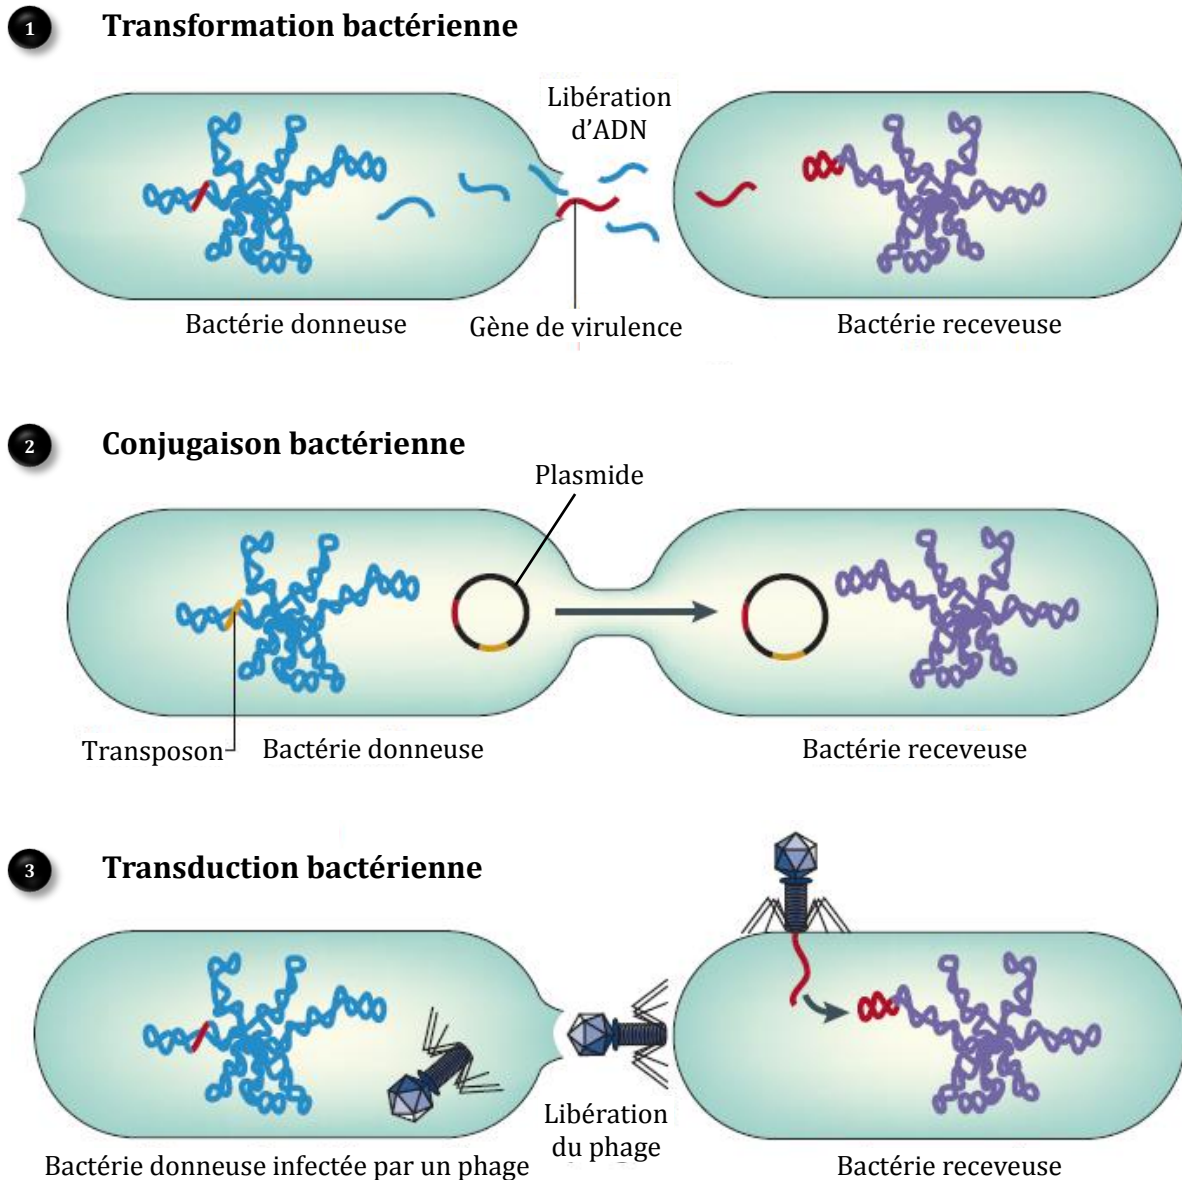 1 Transformation bactérienne
Libération
d'ADN
Bactérie donneuse
Gène de virulence
Bactérie receveuse
2 Conjugaison bactérienne
Plasmide
Transposon
Bactérie donneuse
Bactérie receveuse
3 Transduction bactérienne
Libération
du phage
Bactérie donneuse infectée par un phage
Bactérie receveuse